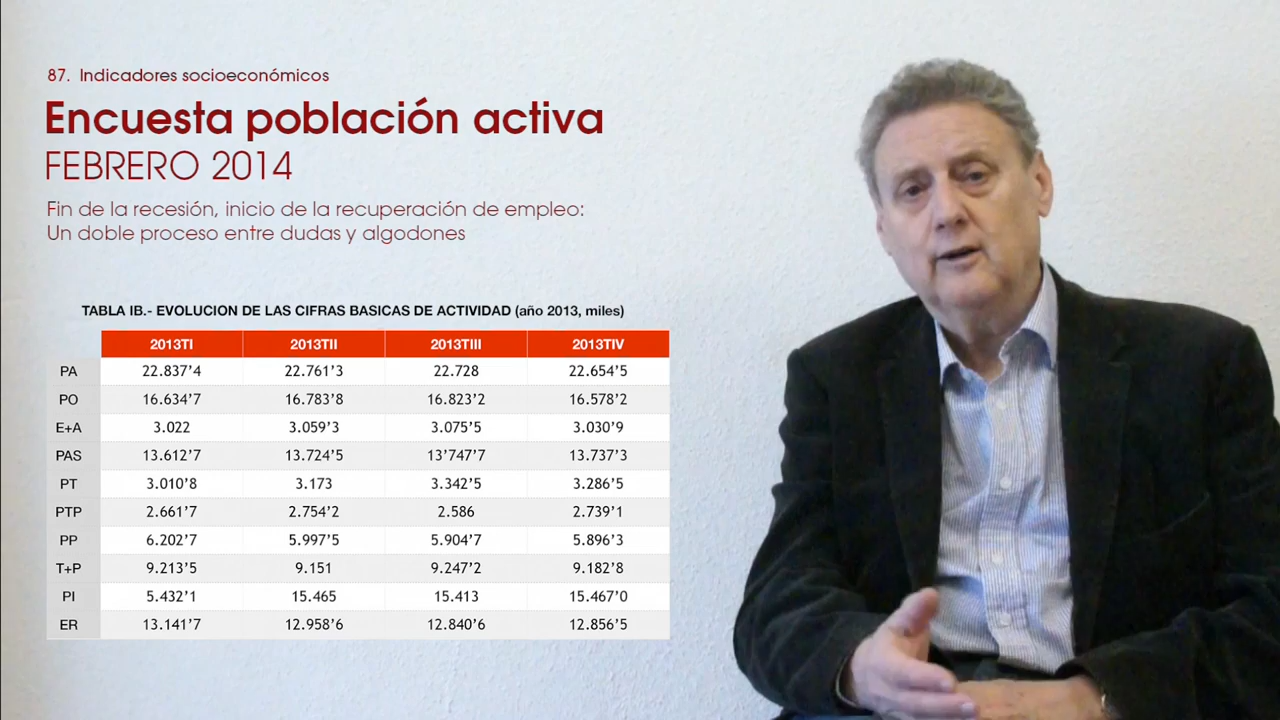 87. Indicadores socioeconómicos
Encuesta población activa
FEBRERO 2014
Fin de la recesión, inicio de la recuperación de empleo:
Un doble proceso entre dudas y algodones
TABLA IB.- EVOLUCION DE LAS CIFRAS BASICAS DE ACTIVIDAD (año 2013, miles)
2013TI 2013TII 2013TIII 2013TIV
PA 22.837’4 22.761’3 22.728 22.654’5
PO 16.634’7 16.783’8 16.823’2 16.578’2
E+A 3.022 3.059’3 3.075’5 3.030’9
PAS 13.612’7 13.724’5 13’747’7 13.737’3
PT 3.010’8 3.173 3.342’5 3.286’5
PTP 2.661’7 2.754’2 2.586 2.739’1
PP 6.202’7 5.997’5 5.904’7 5.896’3
T+P 9.213’5 9.151 9.247’2 9.182’8
PI 5.432’1 15.465 15.413 15.467’0
ER 13.141’7 12.958’6 12.840’6 12.856’5